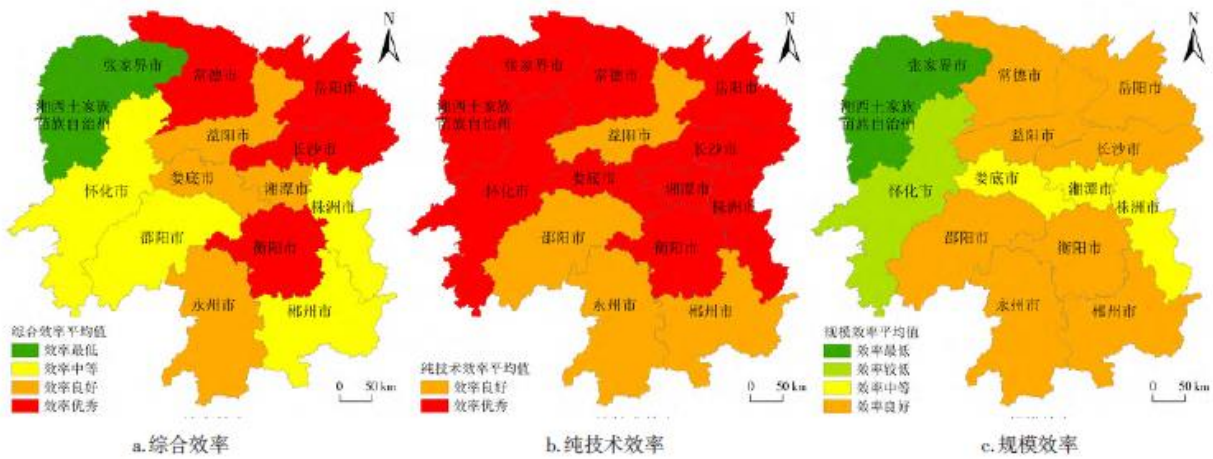 N
张家界市
常德市
岳阳市
湘西土家族
苗族自治州
益阳市
长沙市
怀化市
娄底市
湘潭市
株洲市
邵阳市
衡阳市
永州市
郴州市
综合效率平均值
效率最低
效率中等
效率良好
效率优秀
0 50 km
a.综合效率
N
张家界市
常德市
岳阳市
湘西土家族
苗族自治州
益阳市
长沙市
怀化市
娄底市
湘潭市
株洲市
邵阳市
衡阳市
永州市
郴州市
纯技术效率平均值
效率良好
效率优秀
0 50 km
b.纯技术效率
N
张家界市
常德市
岳阳市
湘西土家族
苗族自治州
益阳市
长沙市
怀化市
娄底市
湘潭市
株洲市
邵阳市
衡阳市
永州市
郴州市
规模效率平均值
效率最低
效率较低
效率中等
效率良好
0 50 km
c.规模效率